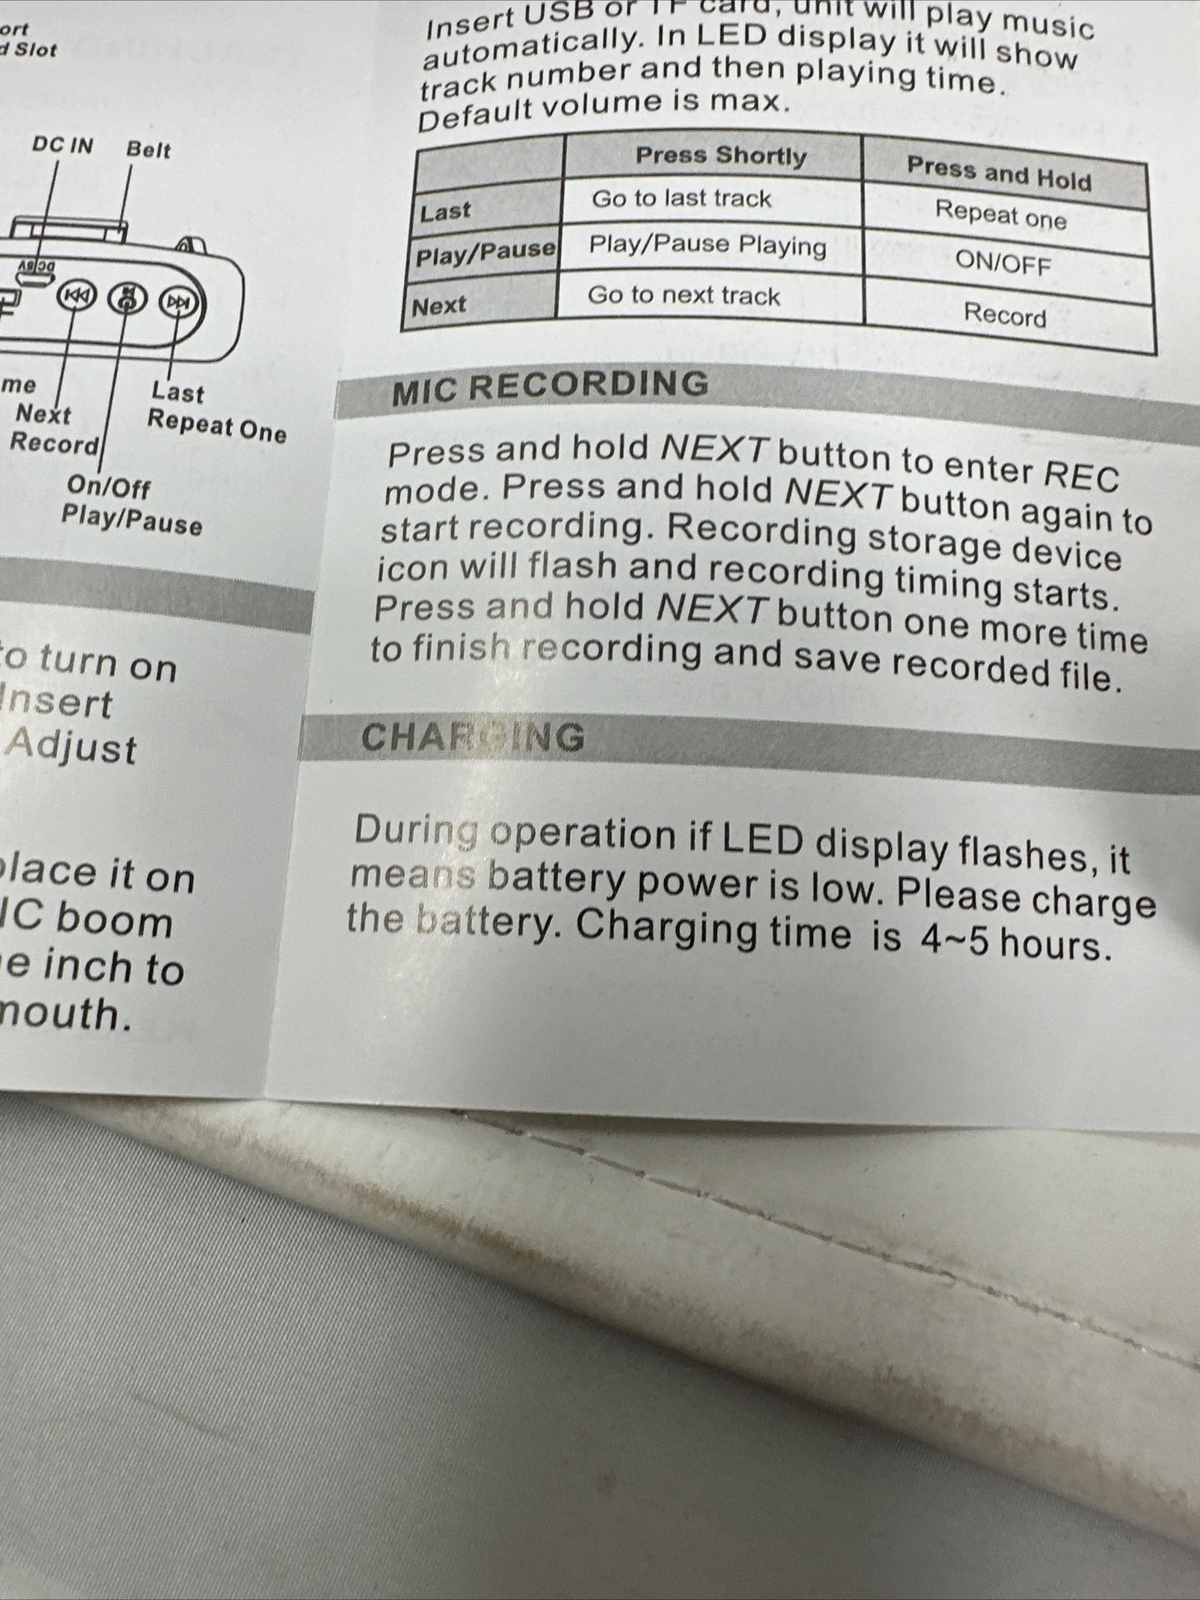 ort
d Slot
DC IN Belt
DC 5V
me
Next
Record
Last
Repeat One
On/Off
Play/Pause
to turn on
Insert
Adjust
place it on
IC boom
e inch to
mouth.
Insert USB or TF card, unit will play music
automatically. In LED display it will show
track number and then playing time.
Default volume is max.
Press Shortly Press and Hold
Last Go to last track Repeat one
Play/Pause Play/Pause Playing ON/OFF
Next Go to next track Record
MIC RECORDING
Press and hold NEXT button to enter REC
mode. Press and hold NEXT button again to
start recording. Recording storage device
icon will flash and recording timing starts.
Press and hold NEXT button one more time
to finish recording and save recorded file.
CHARGING
During operation if LED display flashes, it
means battery power is low. Please charge
the battery. Charging time is 4~5 hours.